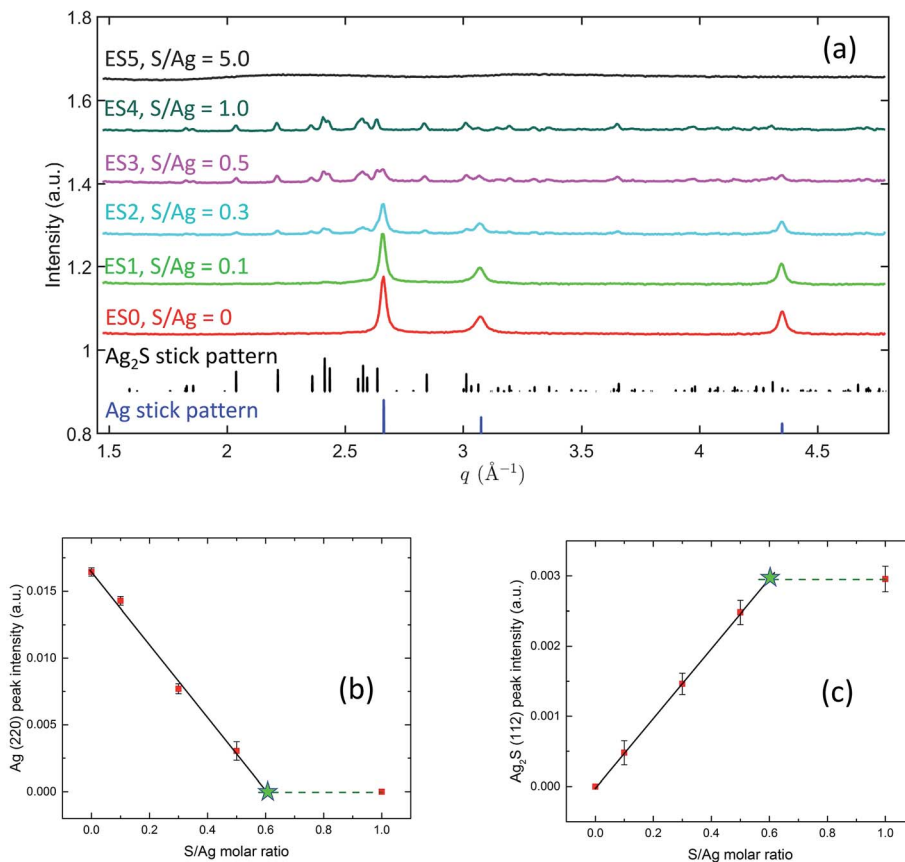 (a)
1.8
1.6
1.4
1.2
1
0.8
Intensity (a.u.)
ES5, S/Ag = 5.0
ES4, S/Ag = 1.0
ES3, S/Ag = 0.5
ES2, S/Ag = 0.3
ES1, S/Ag = 0.1
ES0, S/Ag = 0
Ag₂S stick pattern
Ag stick pattern
1.5 2 2.5 3 3.5 4 4.5
q (Å⁻¹)
(b)
0.015
0.010
0.005
0.000
Ag (220) peak intensity (a.u.)
0.0 0.2 0.4 0.6 0.8 1.0
S/Ag molar ratio
(c)
0.003
0.002
0.001
0.000
Ag₂S (112) peak intensity (a.u.)
0.0 0.2 0.4 0.6 0.8 1.0
S/Ag molar ratio